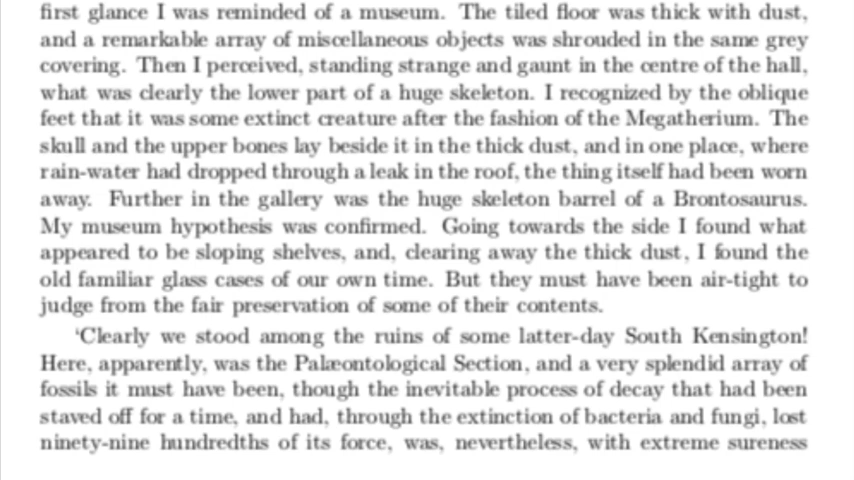 first glance I was reminded of a museum. The tiled floor was thick with dust,
and a remarkable array of miscellaneous objects was shrouded in the same grey
covering. Then I perceived, standing strange and gaunt in the centre of the hall,
what was clearly the lower part of a huge skeleton. I recognized by the oblique
feet that it was some extinct creature after the fashion of the Megatherium. The
skull and the upper bones lay beside it in the thick dust, and in one place, where
rain-water had dropped through a leak in the roof, the thing itself had been worn
away. Further in the gallery was the huge skeleton barrel of a Brontosaurus.
My museum hypothesis was confirmed. Going towards the side I found what
appeared to be sloping shelves, and, clearing away the thick dust, I found the
old familiar glass cases of our own time. But they must have been air-tight to
judge from the fair preservation of some of their contents.
‘Clearly we stood among the ruins of some latter-day South Kensington!
Here, apparently, was the Palæontological Section, and a very splendid array of
fossils it must have been, though the inevitable process of decay that had been
staved off for a time, and had, through the extinction of bacteria and fungi, lost
ninety-nine hundredths of its force, was, nevertheless, with extreme sureness